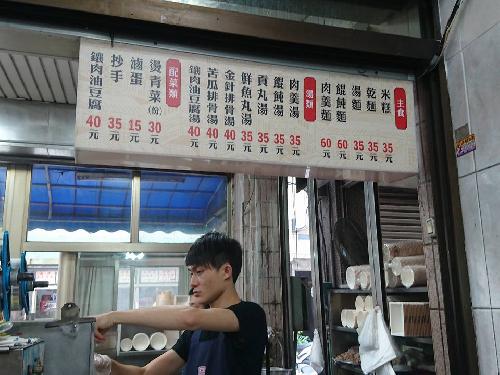 主食
米糕 35元
乾麵 35元
湯麵 35元
餛飩麵 60元
肉羹麵 60元
湯類
肉羹湯 35元
餛飩湯 35元
貢丸湯 35元
鮮魚丸湯 35元
金針排骨湯 40元
苦瓜排骨湯 40元
鑲肉油豆腐湯 40元
配菜類
燙青菜(份) 30元
滷蛋 15元
抄手 35元
鑲肉油豆腐 40元